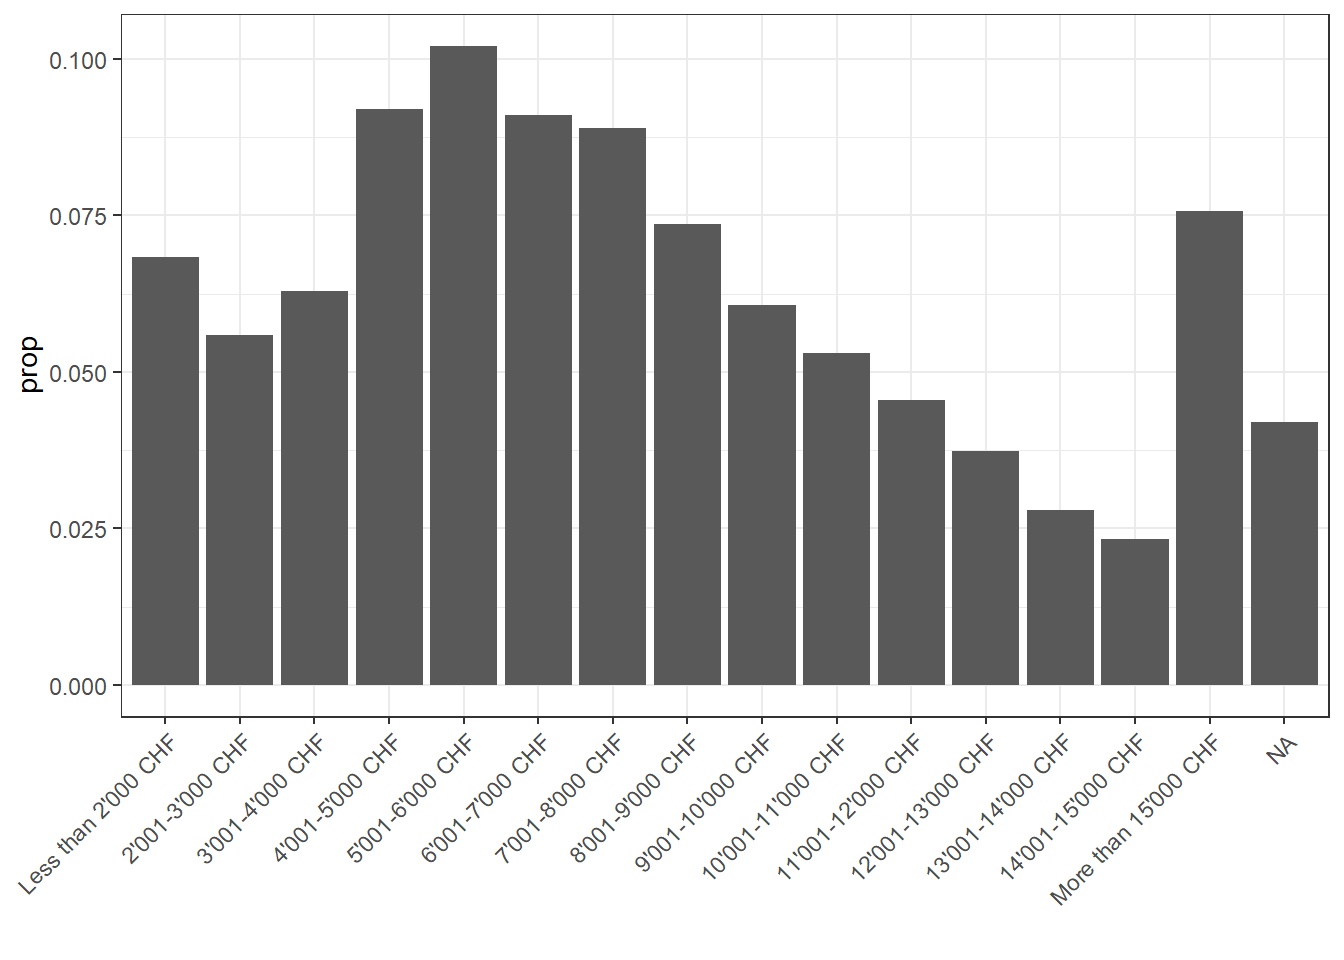 prop
0.100
0.075
0.050
0.025
0.000
Less than 2'000 CHF
2'001-3'000 CHF
3'001-4'000 CHF
4'001-5'000 CHF
5'001-6'000 CHF
6'001-7'000 CHF
7'001-8'000 CHF
8'001-9'000 CHF
9'001-10'000 CHF
10'001-11'000 CHF
11'001-12'000 CHF
12'001-13'000 CHF
13'001-14'000 CHF
14'001-15'000 CHF
More than 15'000 CHF
NA